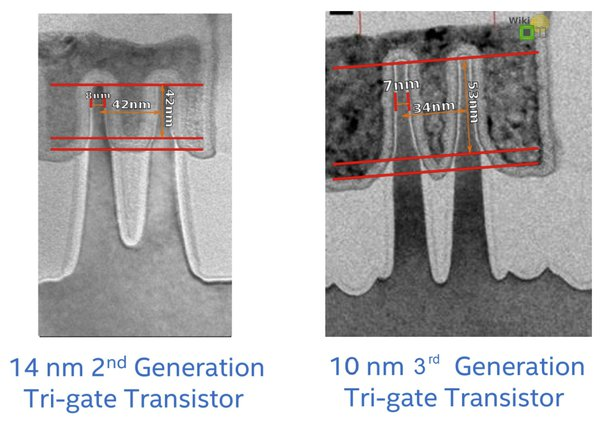 Wiki
8nm
42nm
42nm
7nm
34nm
53nm
14 nm 2nd Generation
Tri-gate Transistor
10 nm 3rd Generation
Tri-gate Transistor